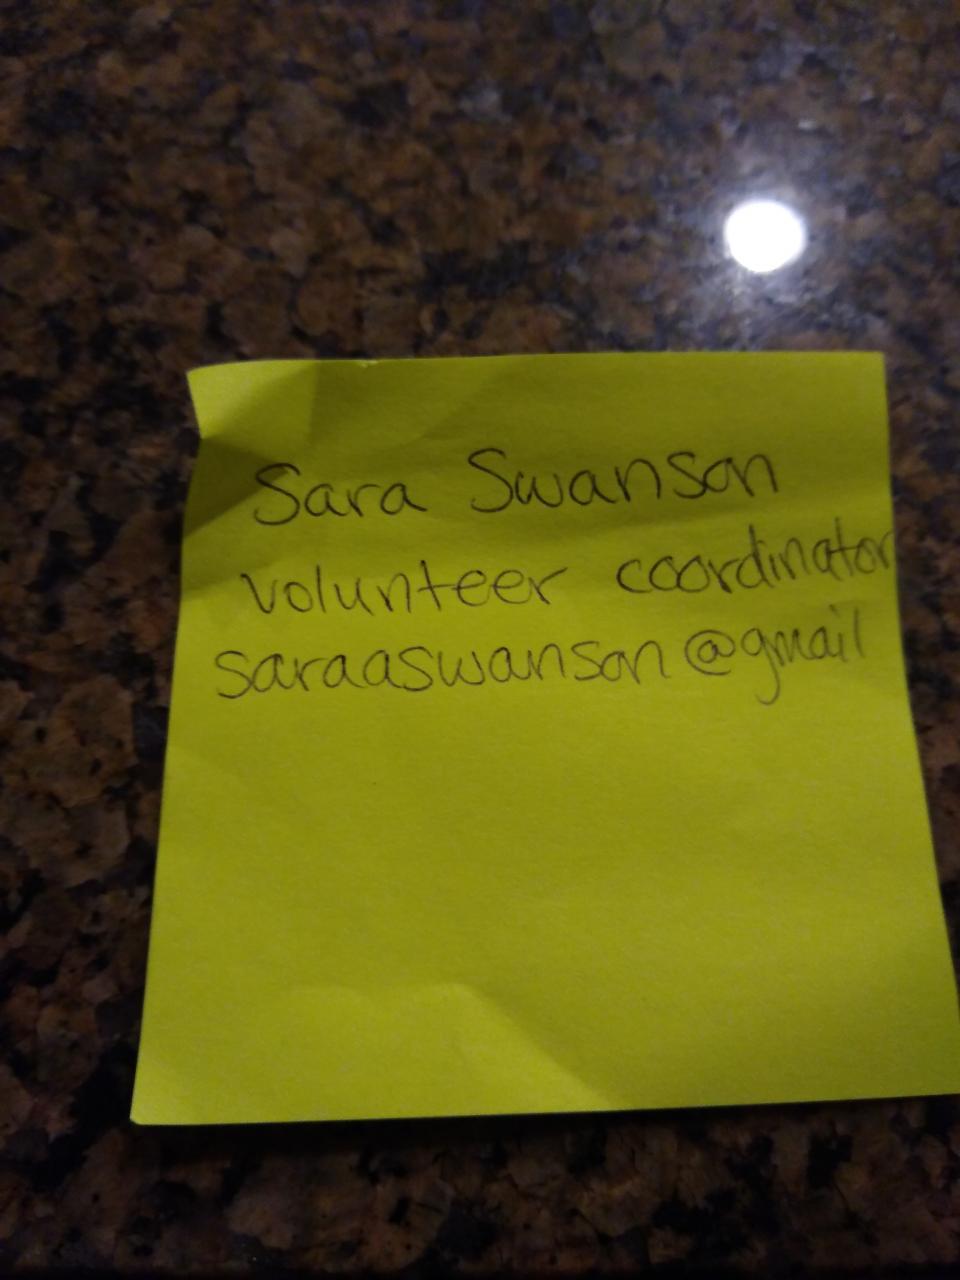 Sara Swanson
volunteer coordinator
saraaswanson@gmail